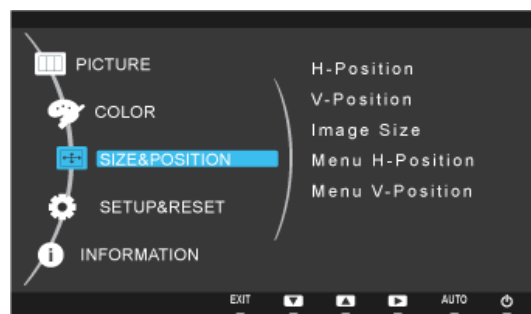 PICTURE
COLOR
SIZE&POSITION
SETUP&RESET
INFORMATION
H-Position
V-Position
Image Size
Menu H-Position
Menu V-Position
EXIT
AUTO